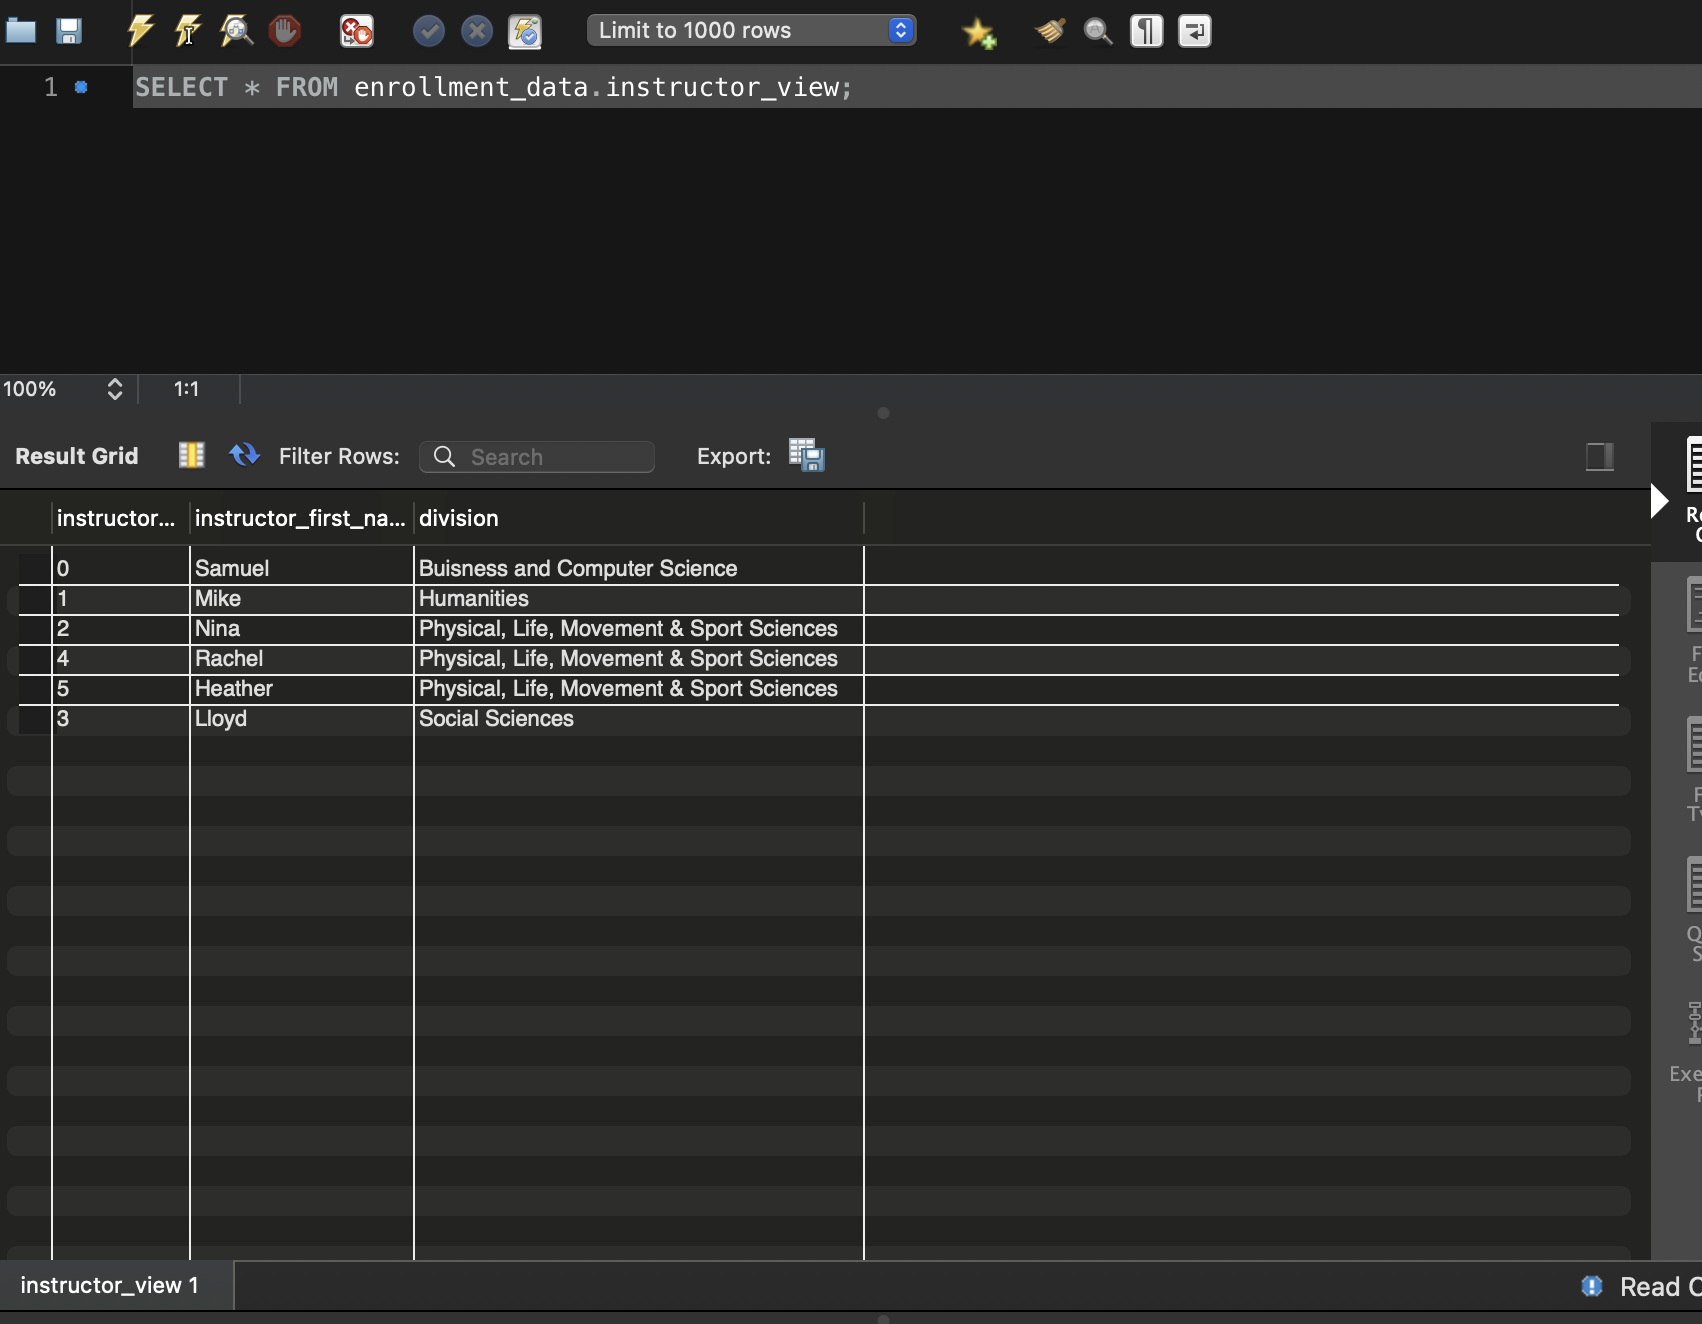 Limit to 1000 rows
1 SELECT * FROM enrollment_data.instructor_view;
100% 1:1
Result Grid Filter Rows: Search Export:
instructor... instructor_first_na... division
0 Samuel Buisness and Computer Science
1 Mike Humanities
2 Nina Physical, Life, Movement & Sport Sciences
4 Rachel Physical, Life, Movement & Sport Sciences
5 Heather Physical, Life, Movement & Sport Sciences
3 Lloyd Social Sciences
instructor_view 1 Read